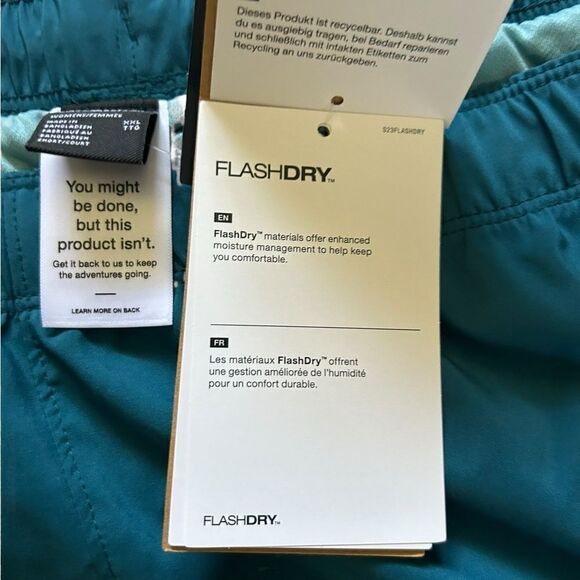 Dieses Produkt ist recycelbar. Deshalb kannst
du es ausgiebig tragen, bei Bedarf reparieren
und schließlich mit intakten Etiketten zum
Recycling an uns zurückgeben.
S23FLASHDRY
FLASHDRY™
EN
FlashDry™ materials offer enhanced
moisture management to help keep
you comfortable.
FR
Les matériaux FlashDry™ offrent
une gestion améliorée de l'humidité
pour un confort durable.
FLASHDRY™
WOMENS/FEMMES
MADE IN
BANGLADESH
FABRIQUÉ AU
BANGLADESH
SHORT/COURT
XXL
TTG
You might
be done,
but this
product isn't.
Get it back to us to keep
the adventures going.
LEARN MORE ON BACK